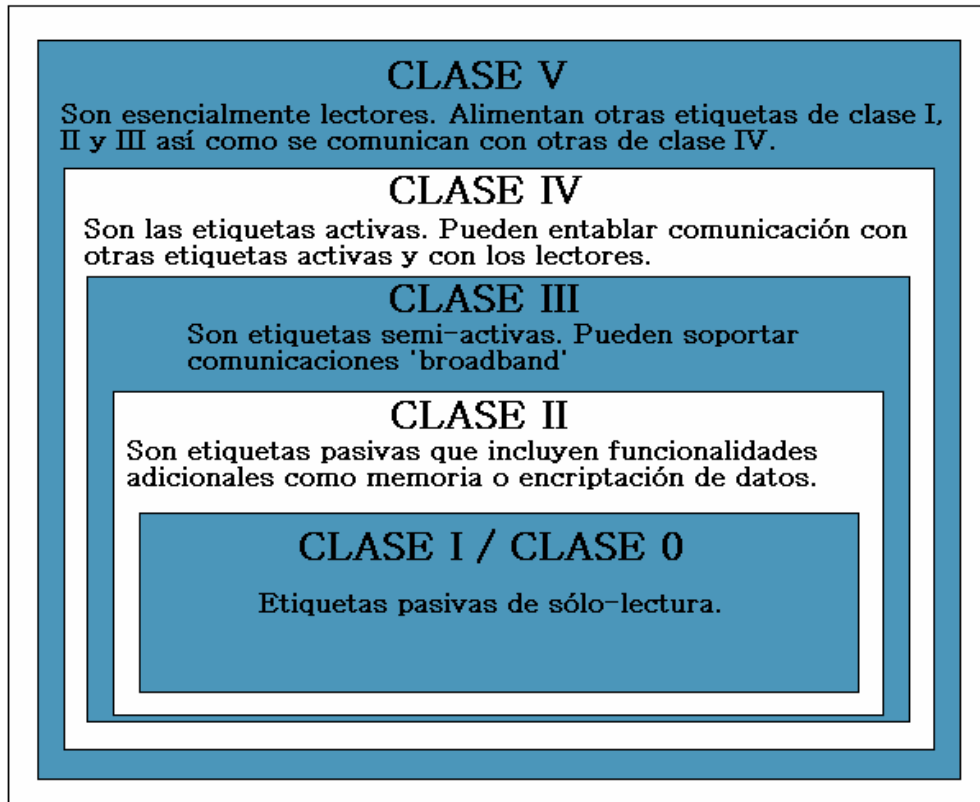 CLASE V
Son esencialmente lectores. Alimentan otras etiquetas de clase I,
II y III así como se comunican con otras de clase IV.
CLASE IV
Son las etiquetas activas. Pueden entablar comunicación con
otras etiquetas activas y con los lectores.
CLASE III
Son etiquetas semi-activas. Pueden soportar
comunicaciones 'broadband'
CLASE II
Son etiquetas pasivas que incluyen funcionalidades
adicionales como memoria o encriptación de datos.
CLASE I / CLASE 0
Etiquetas pasivas de sólo-lectura.